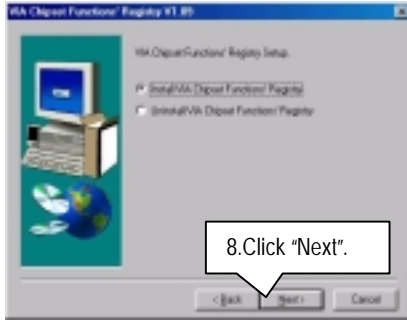 VIA Chipset Functions' Registry V1.09
VIA Chipset Functions' Registry Setup.
Install VIA Chipset Functions' Registry
Uninstall VIA Chipset Functions' Registry
8.Click “Next”.
< Back Next > Cancel